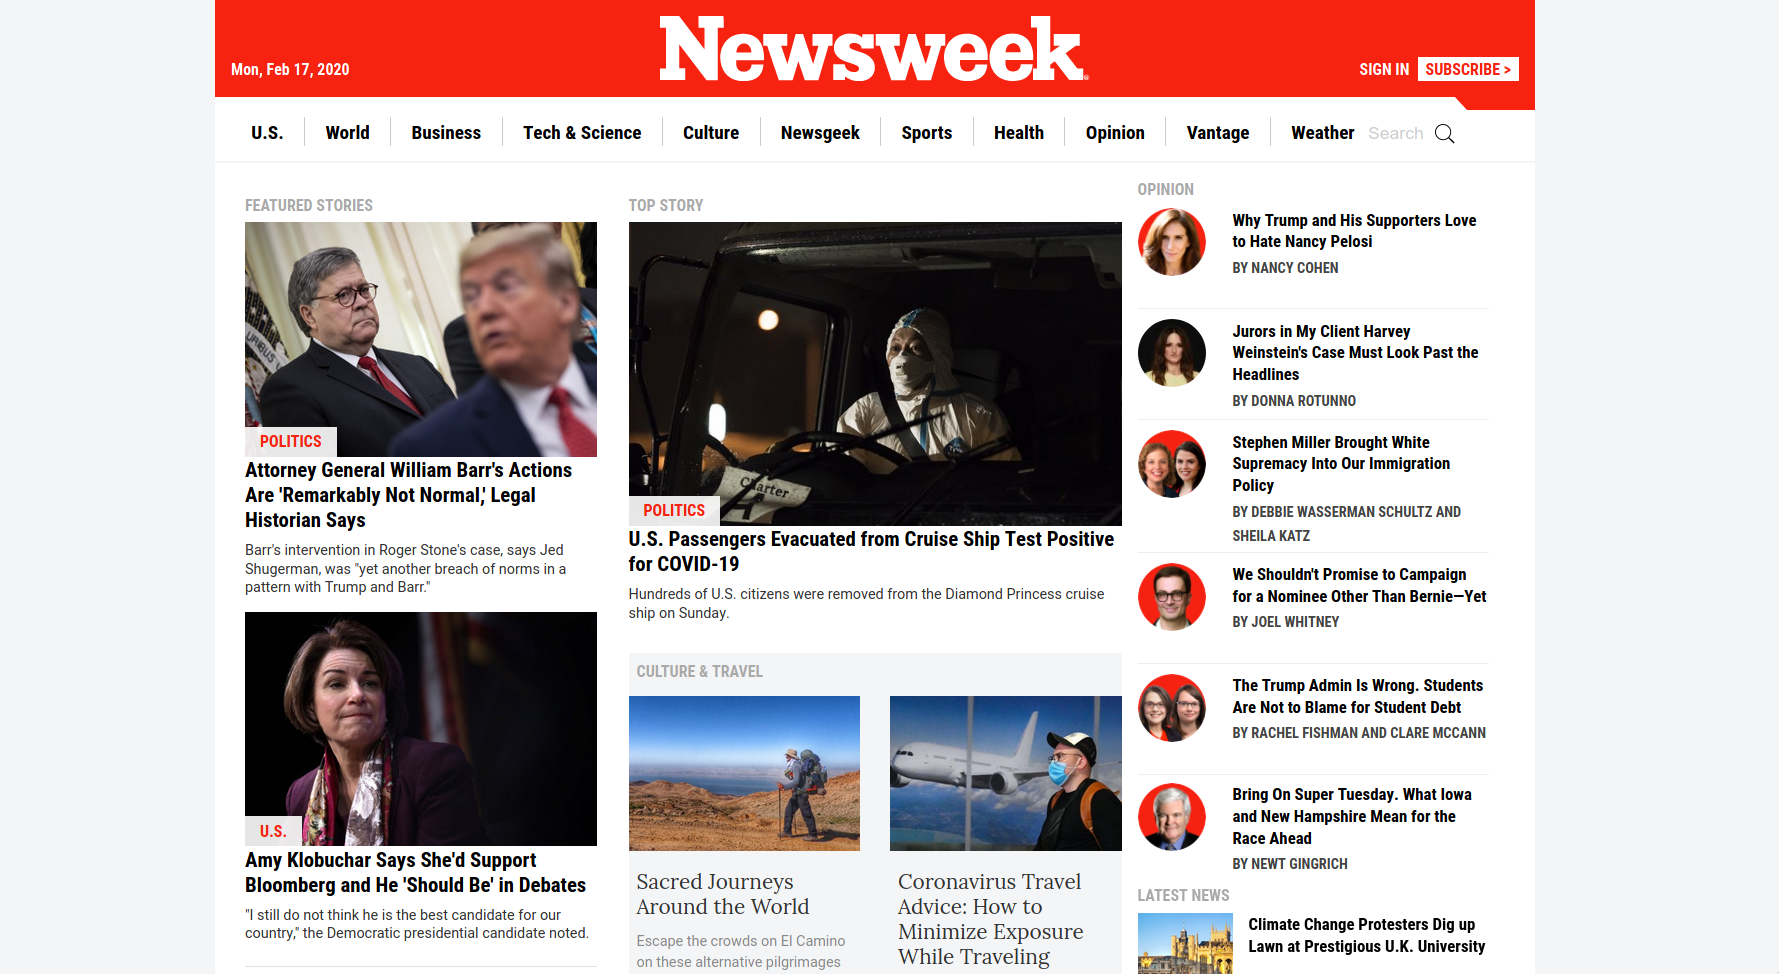 Newsweek
Mon, Feb 17, 2020
SIGN IN
SUBSCRIBE >
U.S.
World
Business
Tech & Science
Culture
Newsgeek
Sports
Health
Opinion
Vantage
Weather
Search
FEATURED STORIES
POLITICS
Attorney General William Barr's Actions
Are 'Remarkably Not Normal,' Legal
Historian Says
Barr's intervention in Roger Stone's case, says Jed
Shugerman, was "yet another breach of norms in a
pattern with Trump and Barr."
U.S.
Amy Klobuchar Says She'd Support
Bloomberg and He 'Should Be' in Debates
"I still do not think he is the best candidate for our
country," the Democratic presidential candidate noted.
TOP STORY
Charter
POLITICS
U.S. Passengers Evacuated from Cruise Ship Test Positive
for COVID-19
Hundreds of U.S. citizens were removed from the Diamond Princess cruise
ship on Sunday.
CULTURE & TRAVEL
Sacred Journeys
Around the World
Escape the crowds on El Camino
on these alternative pilgrimages
Coronavirus Travel
Advice: How to
Minimize Exposure
While Traveling
OPINION
Why Trump and His Supporters Love
to Hate Nancy Pelosi
BY NANCY COHEN
Jurors in My Client Harvey
Weinstein's Case Must Look Past the
Headlines
BY DONNA ROTUNNO
Stephen Miller Brought White
Supremacy Into Our Immigration
Policy
BY DEBBIE WASSERMAN SCHULTZ AND
SHEILA KATZ
We Shouldn't Promise to Campaign
for a Nominee Other Than Bernie—Yet
BY JOEL WHITNEY
The Trump Admin Is Wrong. Students
Are Not to Blame for Student Debt
BY RACHEL FISHMAN AND CLARE MCCANN
Bring On Super Tuesday. What Iowa
and New Hampshire Mean for the
Race Ahead
BY NEWT GINGRICH
LATEST NEWS
Climate Change Protesters Dig up
Lawn at Prestigious U.K. University